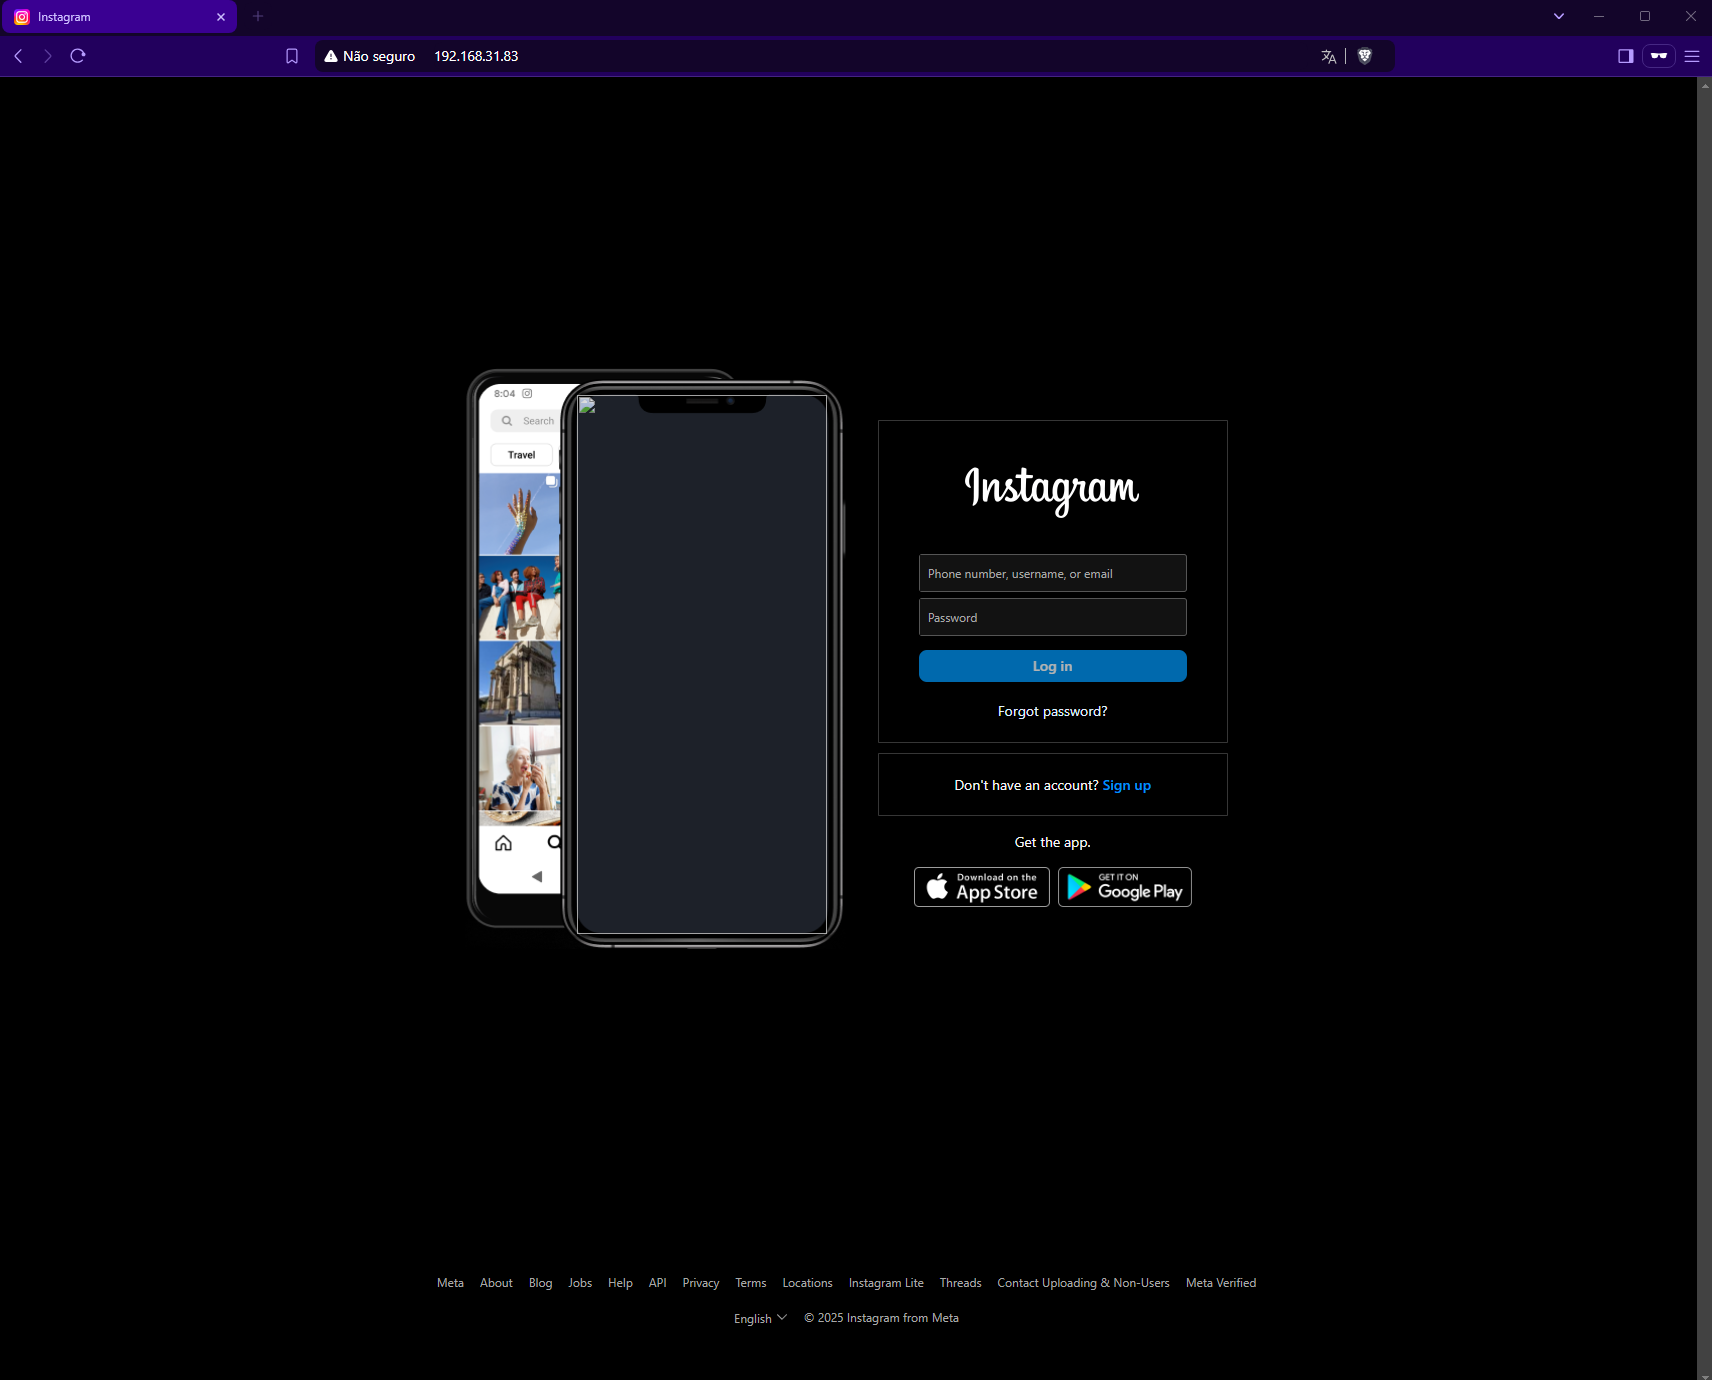 Instagram
Não seguro 192.168.31.83
8:04
Search
Travel
Instagram
Phone number, username, or email
Password
Log in
Forgot password?
Don't have an account? Sign up
Get the app.
Download on the
App Store
GET IT ON
Google Play
Meta About Blog Jobs Help API Privacy Terms Locations Instagram Lite Threads Contact Uploading & Non-Users Meta Verified
English © 2025 Instagram from Meta